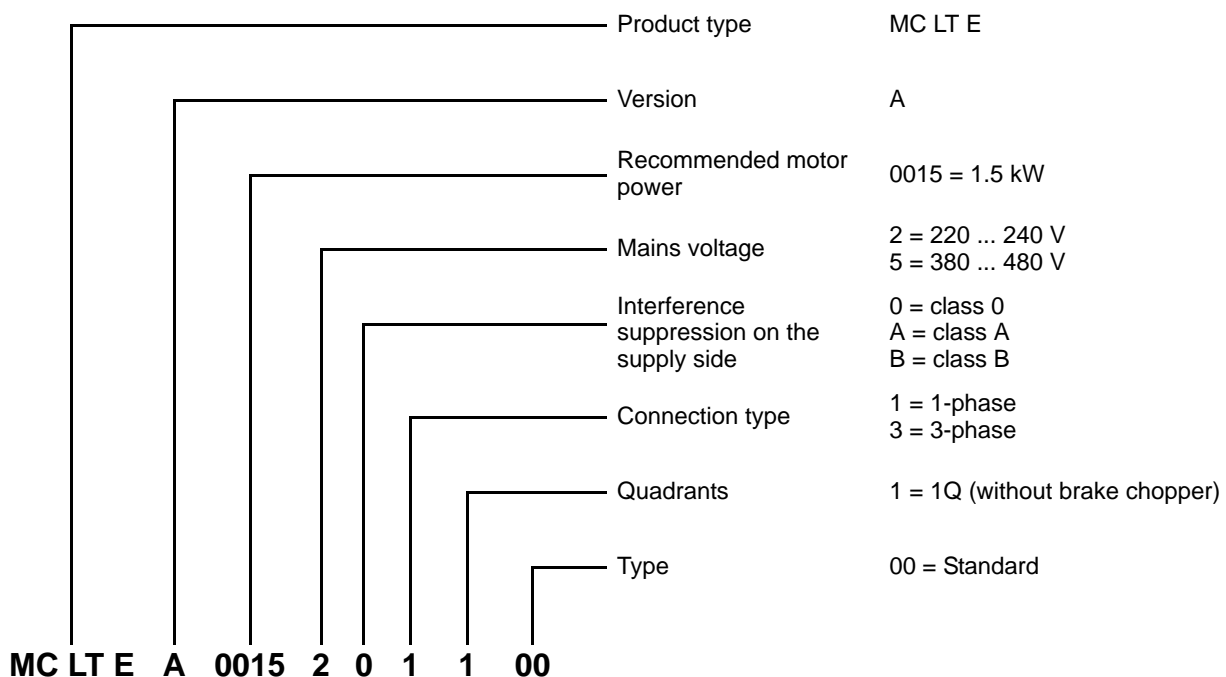 Product type MC LT E
Version A
Recommended motor
power
0015 = 1.5 kW
Mains voltage
2 = 220 ... 240 V
5 = 380 ... 480 V
Interference
suppression on the
supply side
0 = class 0
A = class A
B = class B
Connection type
1 = 1-phase
3 = 3-phase
Quadrants 1 = 1Q (without brake chopper)
Type 00 = Standard
MC LT E A 0015 2 0 1 1 00